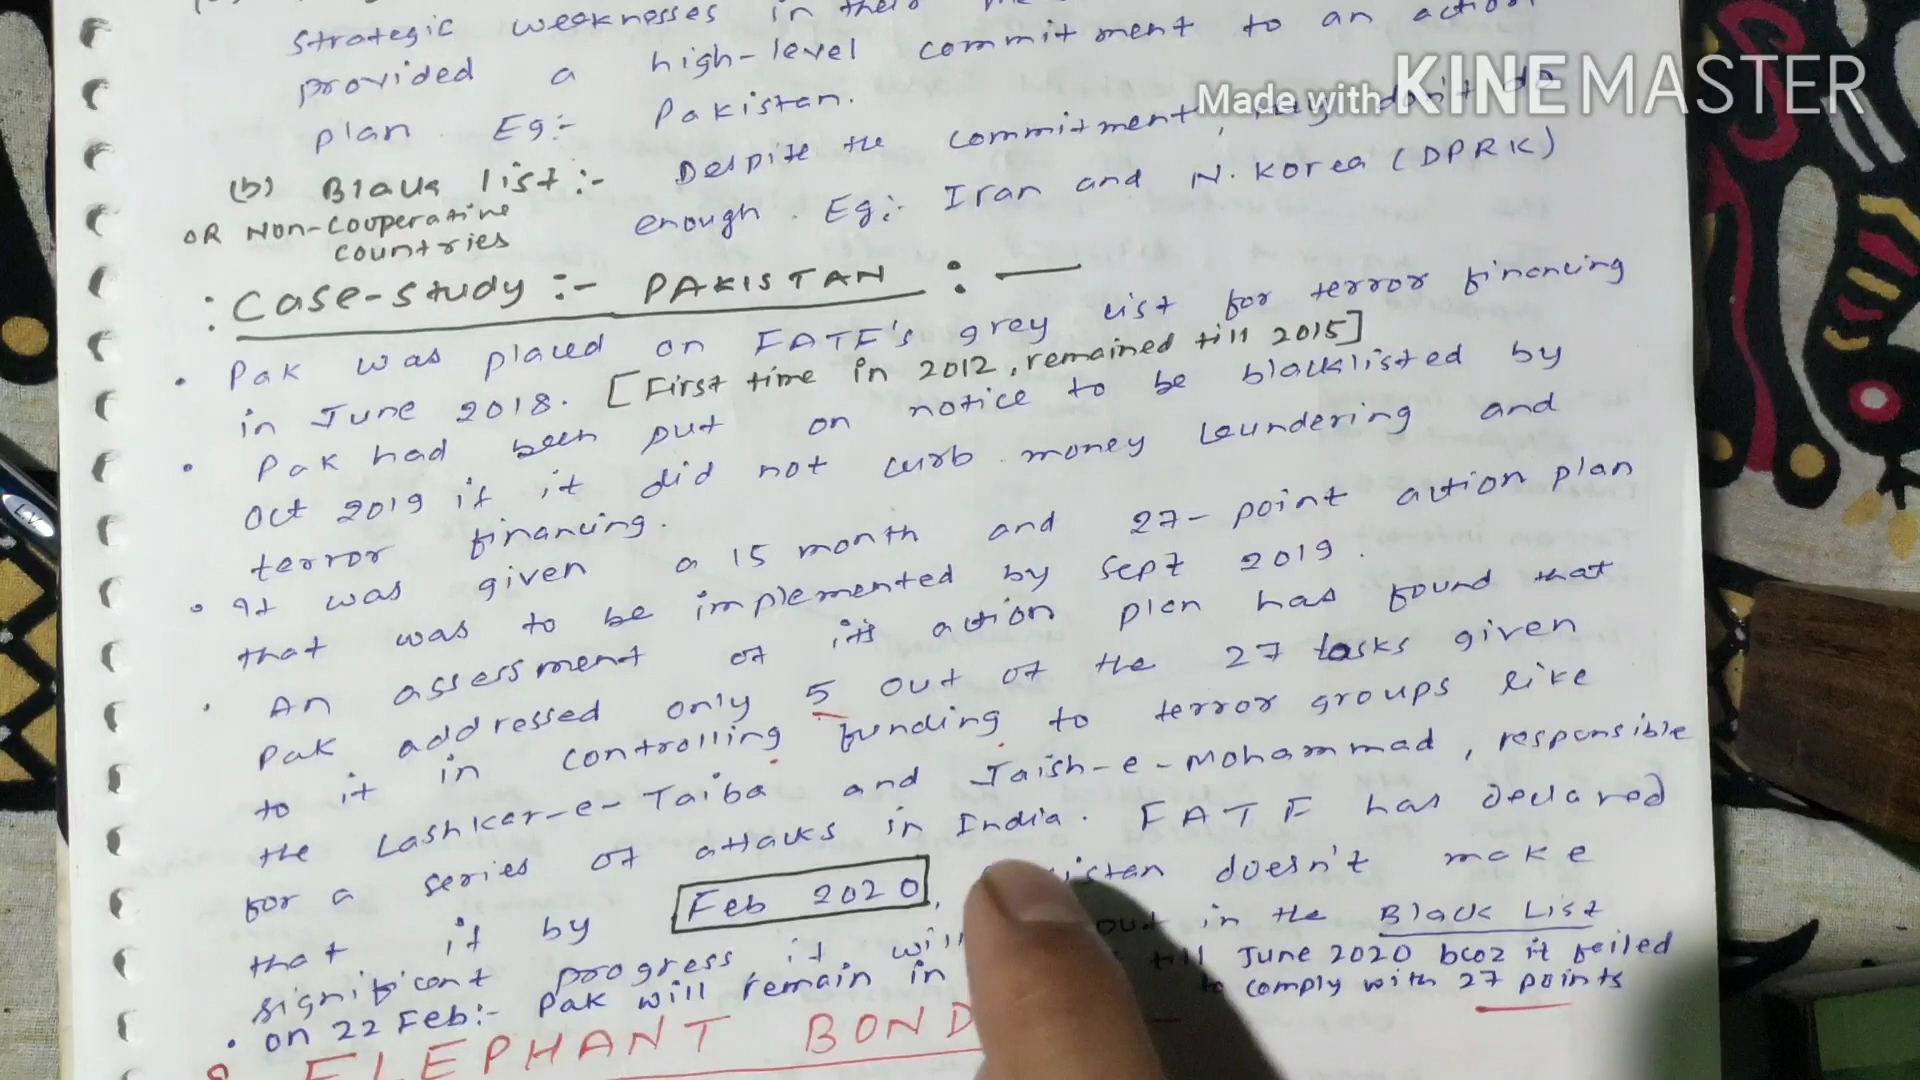 strategic weaknesses in their
provided a high-level commitment to an action
plan. Eg:- Pakistan.
Made with KINEMASTER
(b) Black list :- Despite the commitment, they don't do
OR Non-Cooperative countries
enough. Eg:- Iran and N. Korea (DPRK)
: Case-study :- PAKISTAN : —
• Pak was placed on FATF's grey list for terror financing
in June 2018. [First time in 2012, remained till 2015]
• Pak had been put on notice to be blacklisted by
Oct 2019 if it did not curb money laundering and
terror financing.
• It was given a 15 month and 27-point action plan
that was to be implemented by Sept 2019.
• An assessment of its action plan has found that
Pak addressed only 5 out of the 27 tasks given
to it in controlling funding to terror groups like
the Lashkar-e-Taiba and Jaish-e-Mohammad, responsible
for a series of attacks in India. FATF has declared
that if by Feb 2020, doesn't make
significant progress it will out in the Black List
• on 22 Feb:- Pak will remain in till June 2020 bcoz it failed
to comply with 27 points
ELEPHANT BOND